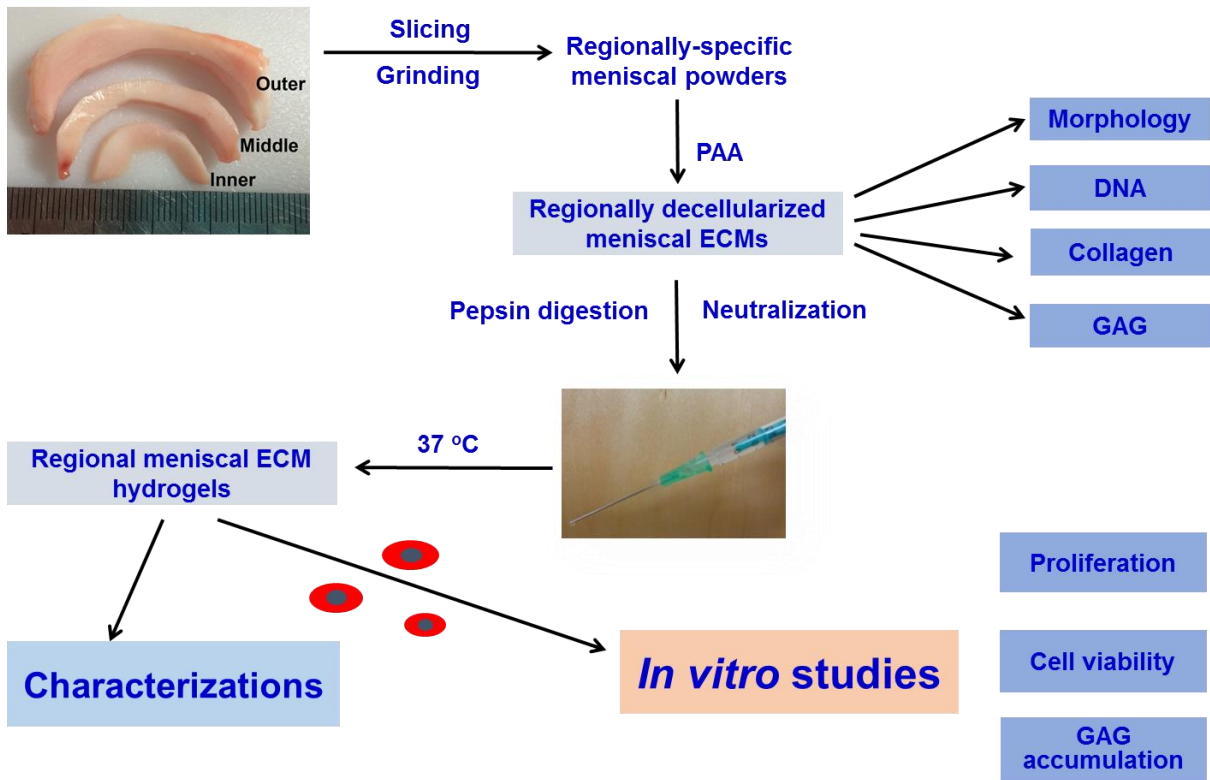 Outer
Middle
Inner
Slicing
Grinding
Regionally-specific
meniscal powders
PAA
Regionally decellularized
meniscal ECMs
Morphology
DNA
Collagen
GAG
Pepsin digestion
Neutralization
37 °C
Regional meniscal ECM
hydrogels
Characterizations
In vitro studies
Proliferation
Cell viability
GAG
accumulation